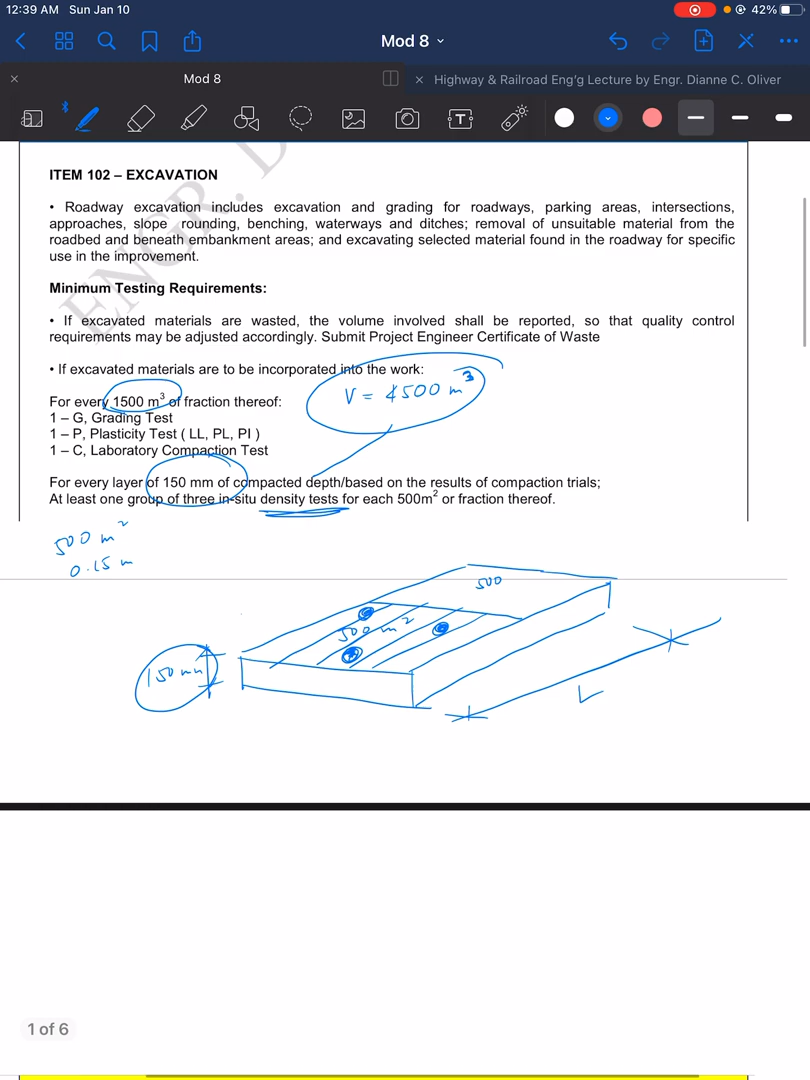 12:39 AM Sun Jan 10
42%
Mod 8
Mod 8
Highway & Railroad Eng'g Lecture by Engr. Dianne C. Oliver
T
ENGR. D
ITEM 102 – EXCAVATION
• Roadway excavation includes excavation and grading for roadways, parking areas, intersections,
approaches, slope rounding, benching, waterways and ditches; removal of unsuitable material from the
roadbed and beneath embankment areas; and excavating selected material found in the roadway for specific
use in the improvement.
Minimum Testing Requirements:
• If excavated materials are wasted, the volume involved shall be reported, so that quality control
requirements may be adjusted accordingly. Submit Project Engineer Certificate of Waste
• If excavated materials are to be incorporated into the work:
V = 4500 m³
For every 1500 m³ of fraction thereof:
1 – G, Grading Test
1 – P, Plasticity Test ( LL, PL, PI )
1 – C, Laboratory Compaction Test
For every layer of 150 mm of compacted depth/based on the results of compaction trials;
At least one group of three in-situ density tests for each 500m² or fraction thereof.
500 m²
0.15 m
500
500 m²
150 mm
L
1 of 6